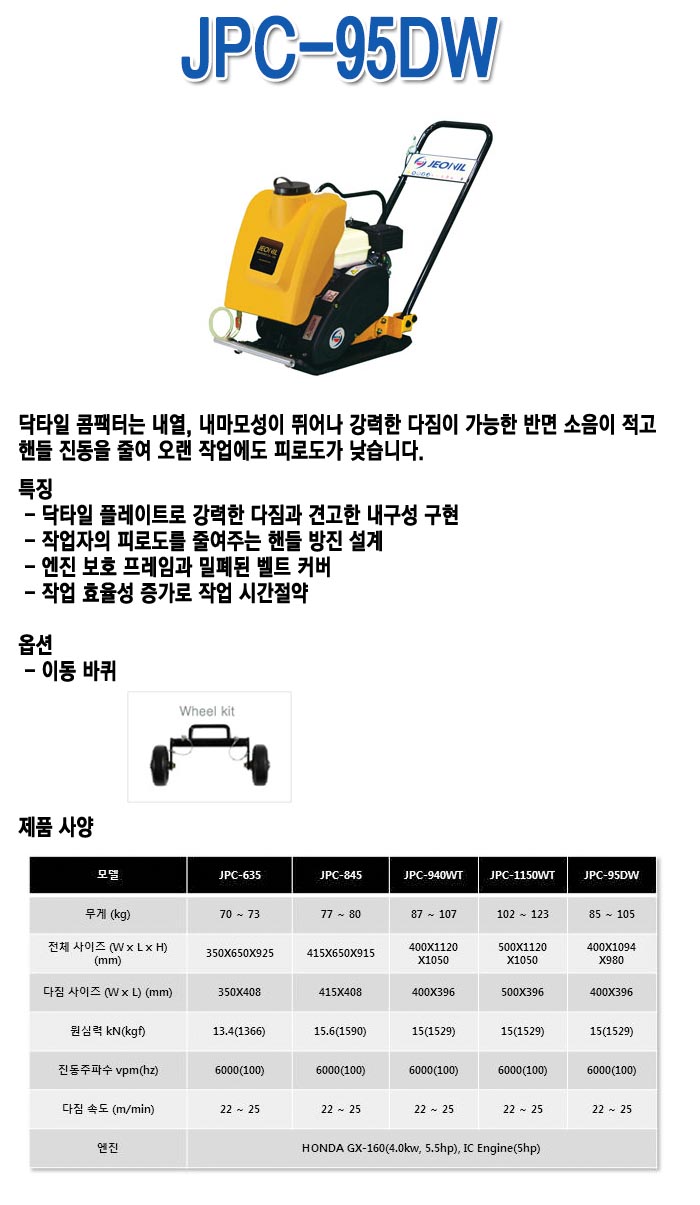 JPC-95DW
JEONIL
JEONIL
닥타일 콤팩터는 내열, 내마모성이 뛰어나 강력한 다짐이 가능한 반면 소음이 적고
핸들 진동을 줄여 오랜 작업에도 피로도가 낮습니다.
특징
- 닥타일 플레이트로 강력한 다짐과 견고한 내구성 구현
- 작업자의 피로도를 줄여주는 핸들 방진 설계
- 엔진 보호 프레임과 밀폐된 벨트 커버
- 작업 효율성 증가로 작업 시간절약
옵션
- 이동 바퀴
Wheel kit
제품 사양
모델 JPC-635 JPC-845 JPC-940WT JPC-1150WT JPC-95DW
무게 (kg) 70 ~ 73 77 ~ 80 87 ~ 107 102 ~ 123 85 ~ 105
전체 사이즈 (W x L x H) 400X1120 500X1120 400X1094
(mm) 350X650X925 415X650X915 X1050 X1050 X980
다짐 사이즈 (W x L) (mm) 350X408 415X408 400X396 500X396 400X396
원심력 kN(kgf) 13.4(1366) 15.6(1590) 15(1529) 15(1529) 15(1529)
진동주파수 vpm(hz) 6000(100) 6000(100) 6000(100) 6000(100) 6000(100)
다짐 속도 (m/min) 22 ~ 25 22 ~ 25 22 ~ 25 22 ~ 25 22 ~ 25
엔진 HONDA GX-160(4.0kw, 5.5hp), IC Engine(5hp)